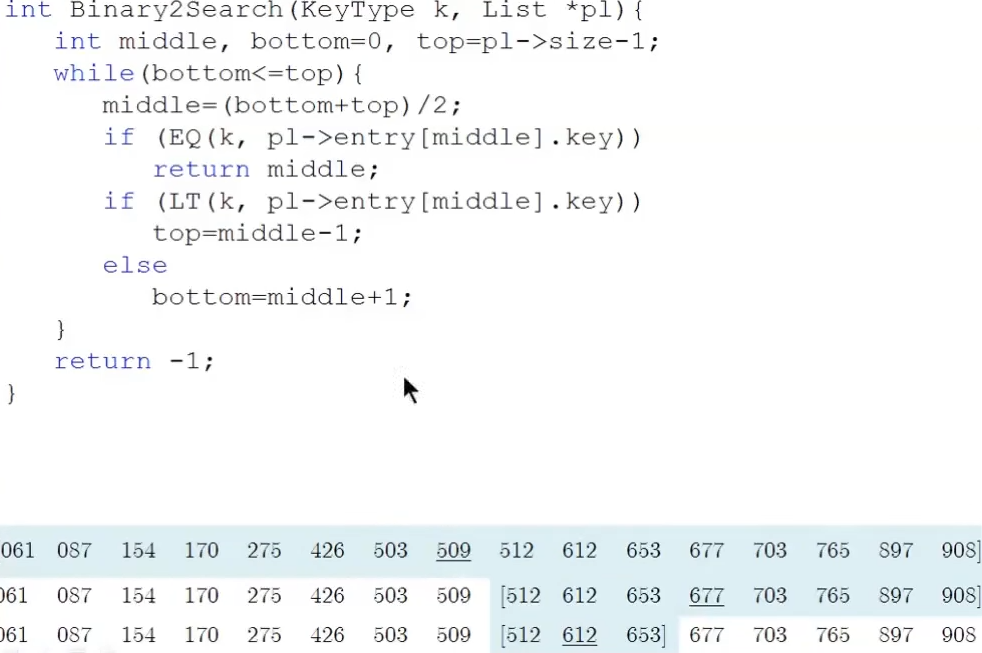 int Binary2Search(KeyType k, List *pl){
int middle, bottom=0, top=pl->size-1;
while(bottom<=top){
middle=(bottom+top)/2;
if (EQ(k, pl->entry[middle].key))
return middle;
if (LT(k, pl->entry[middle].key))
top=middle-1;
else
bottom=middle+1;
}
return -1;
}
061 087 154 170 275 426 503 509 512 612 653 677 703 765 897 908]
061 087 154 170 275 426 503 509 [512 612 653 677 703 765 897 908]
061 087 154 170 275 426 503 509 [512 612 653] 677 703 765 897 908